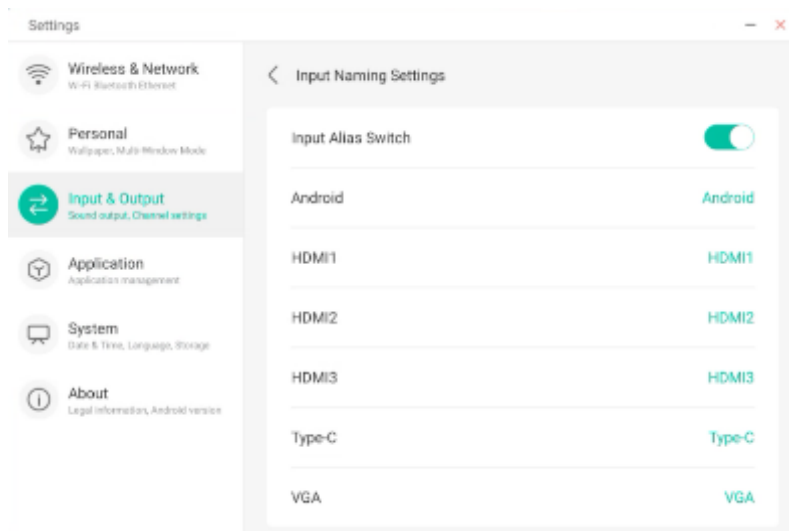 Settings
Wireless & Network
Wi-Fi Bluetooth Ethernet
Personal
Wallpaper, Multi-Window Mode
Input & Output
Sound output, Channel settings
Application
Application management
System
Date & Time, Language, Storage
About
Legal information, Android version
Input Naming Settings
Input Alias Switch
Android
Android
HDMI1
HDMI1
HDMI2
HDMI2
HDMI3
HDMI3
Type-C
Type-C
VGA
VGA